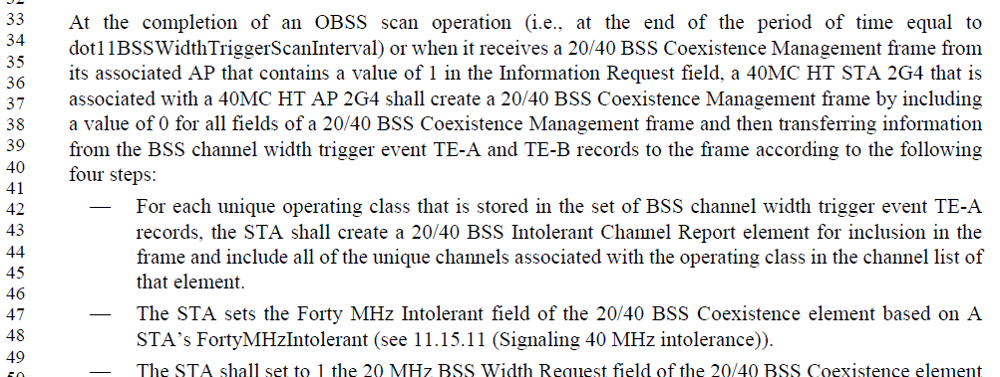 32
33 At the completion of an OBSS scan operation (i.e., at the end of the period of time equal to
34 dot11BSSWidthTriggerScanInterval) or when it receives a 20/40 BSS Coexistence Management frame from
35 its associated AP that contains a value of 1 in the Information Request field, a 40MC HT STA 2G4 that is
36
37 associated with a 40MC HT AP 2G4 shall create a 20/40 BSS Coexistence Management frame by including
38 a value of 0 for all fields of a 20/40 BSS Coexistence Management frame and then transferring information
39 from the BSS channel width trigger event TE-A and TE-B records to the frame according to the following
40 four steps:
41
42 — For each unique operating class that is stored in the set of BSS channel width trigger event TE-A
43 records, the STA shall create a 20/40 BSS Intolerant Channel Report element for inclusion in the
44 frame and include all of the unique channels associated with the operating class in the channel list of
45 that element.
46
47 — The STA sets the Forty MHz Intolerant field of the 20/40 BSS Coexistence element based on A
48 STA’s FortyMHzIntolerant (see 11.15.11 (Signaling 40 MHz intolerance)).
49
50 — The STA shall set to 1 the 20 MHz BSS Width Request field of the 20/40 BSS Coexistence element